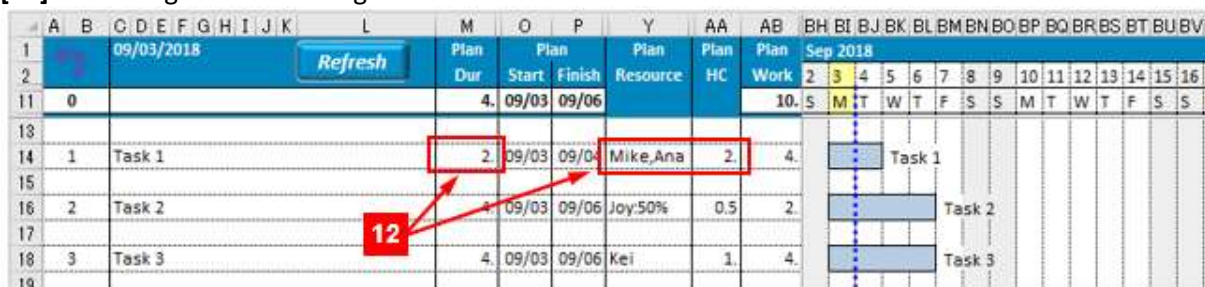 A B C D E F G H I J K L M O P Y AA AB BH BI BJ BK BL BM BN BO BP BQ BR BS BT BU BV
1 09/03/2018 Refresh Plan Plan Plan Plan Plan Sep 2018
2 Dur Start Finish Resource HC Work 2 3 4 5 6 7 8 9 10 11 12 13 14 15 16
11 0 4. 09/03 09/06 10. S M T W T F S S M T W T F S S
13
14 1 Task 1 2. 09/03 09/04 Mike,Ana 2. 4. Task 1
15
16 2 Task 2 4. 09/03 09/06 Joy:50% 0.5 2. Task 2
17
12
18 3 Task 3 4. 09/03 09/06 Kei 1. 4. Task 3
19